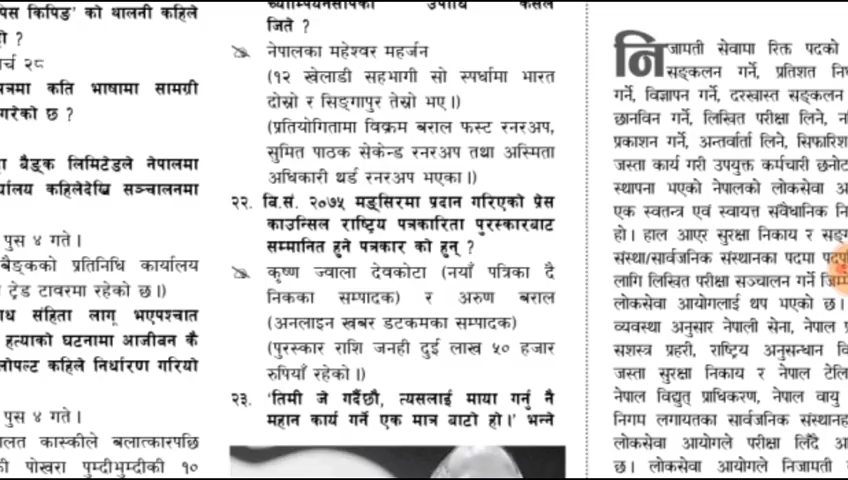 किपिङ' को थालनी कहिले
?
मार्च २८
कति भाषामा सामग्री
गरेको छ ?
बैङ्क लिमिटेडले नेपालमा
कहिलेदेखि सञ्चालनमा
पुस ४ गते ।
बैङ्कको प्रतिनिधि कार्यालय
ट्रेड टावरमा रहेको छ।)
संहिता लागू भएपश्चात
हत्याको घटनामा आजीबन कै
कहिले निर्धारण गरियो
पुस ४ गते ।
कास्कीले बलात्कारपछि
पोखरा पुम्दीभुम्दीकी १०
च्याम्पियनसीपको उपाधि कसले
जिते ?
नेपालका महेश्वर महर्जन
(१२ खेलाडी सहभागी सो स्पर्धामा भारत
दोस्रो र सिङ्गापुर तेस्रो भए।)
(प्रतियोगितामा विक्रम बराल फस्ट रनरअप,
सुमित पाठक सेकेन्ड रनरअप तथा अस्मिता
अधिकारी थर्ड रनरअप भएका।)
२२. बि.सं. २०७५ मङ्सिरमा प्रदान गरिएको प्रेस
काउन्सिल राष्ट्रिय पत्रकारिता पुरस्कारबाट
सम्मानित हुने पत्रकार को हुन् ?
कृष्ण ज्वाला देवकोटा (नयाँ पत्रिका दै
निकका सम्पादक) र अरुण बराल
(अनलाइन खबर डटकमका सम्पादक)
(पुरस्कार राशि जनही दुई लाख ५० हजार
रुपियाँ रहेको।)
२३. 'तिमी जे गर्दैछौ, त्यसलाई माया गर्नु नै
महान कार्य गर्ने एक मात्र बाटो हो।' भन्ने
निजामती सेवामा रिक्त पदको
सङ्कलन गर्ने, प्रतिशत
गर्ने, विज्ञापन गर्ने, दरखास्त सङ्कलन
छानविन गर्ने, लिखित परीक्षा लिने,
प्रकाशन गर्ने, अन्तर्वार्ता लिने,
जस्ता कार्य गरी उपयुक्त कर्मचारी छनोट
स्थापना भएको नेपालको लोकसेवा
एक स्वतन्त्र एवं स्वायत्त संवैधानिक
हो। हाल आएर सुरक्षा निकाय र
संस्था/सार्वजनिक संस्थानका पदमा
लागि लिखित परीक्षा सञ्चालन गर्ने
लोकसेवा आयोगलाई थप भएको छ।
व्यवस्था अनुसार नेपाली सेना, नेपाल
सशस्त्र प्रहरी, राष्ट्रिय अनुसन्धान
जस्ता सुरक्षा निकाय र नेपाल
नेपाल विद्युत् प्राधिकरण, नेपाल वायु
निगम लगायतका सार्वजनिक
लोकसेवा आयोगले परीक्षा लिँदै
छ। लोकसेवा आयोगले निजामती